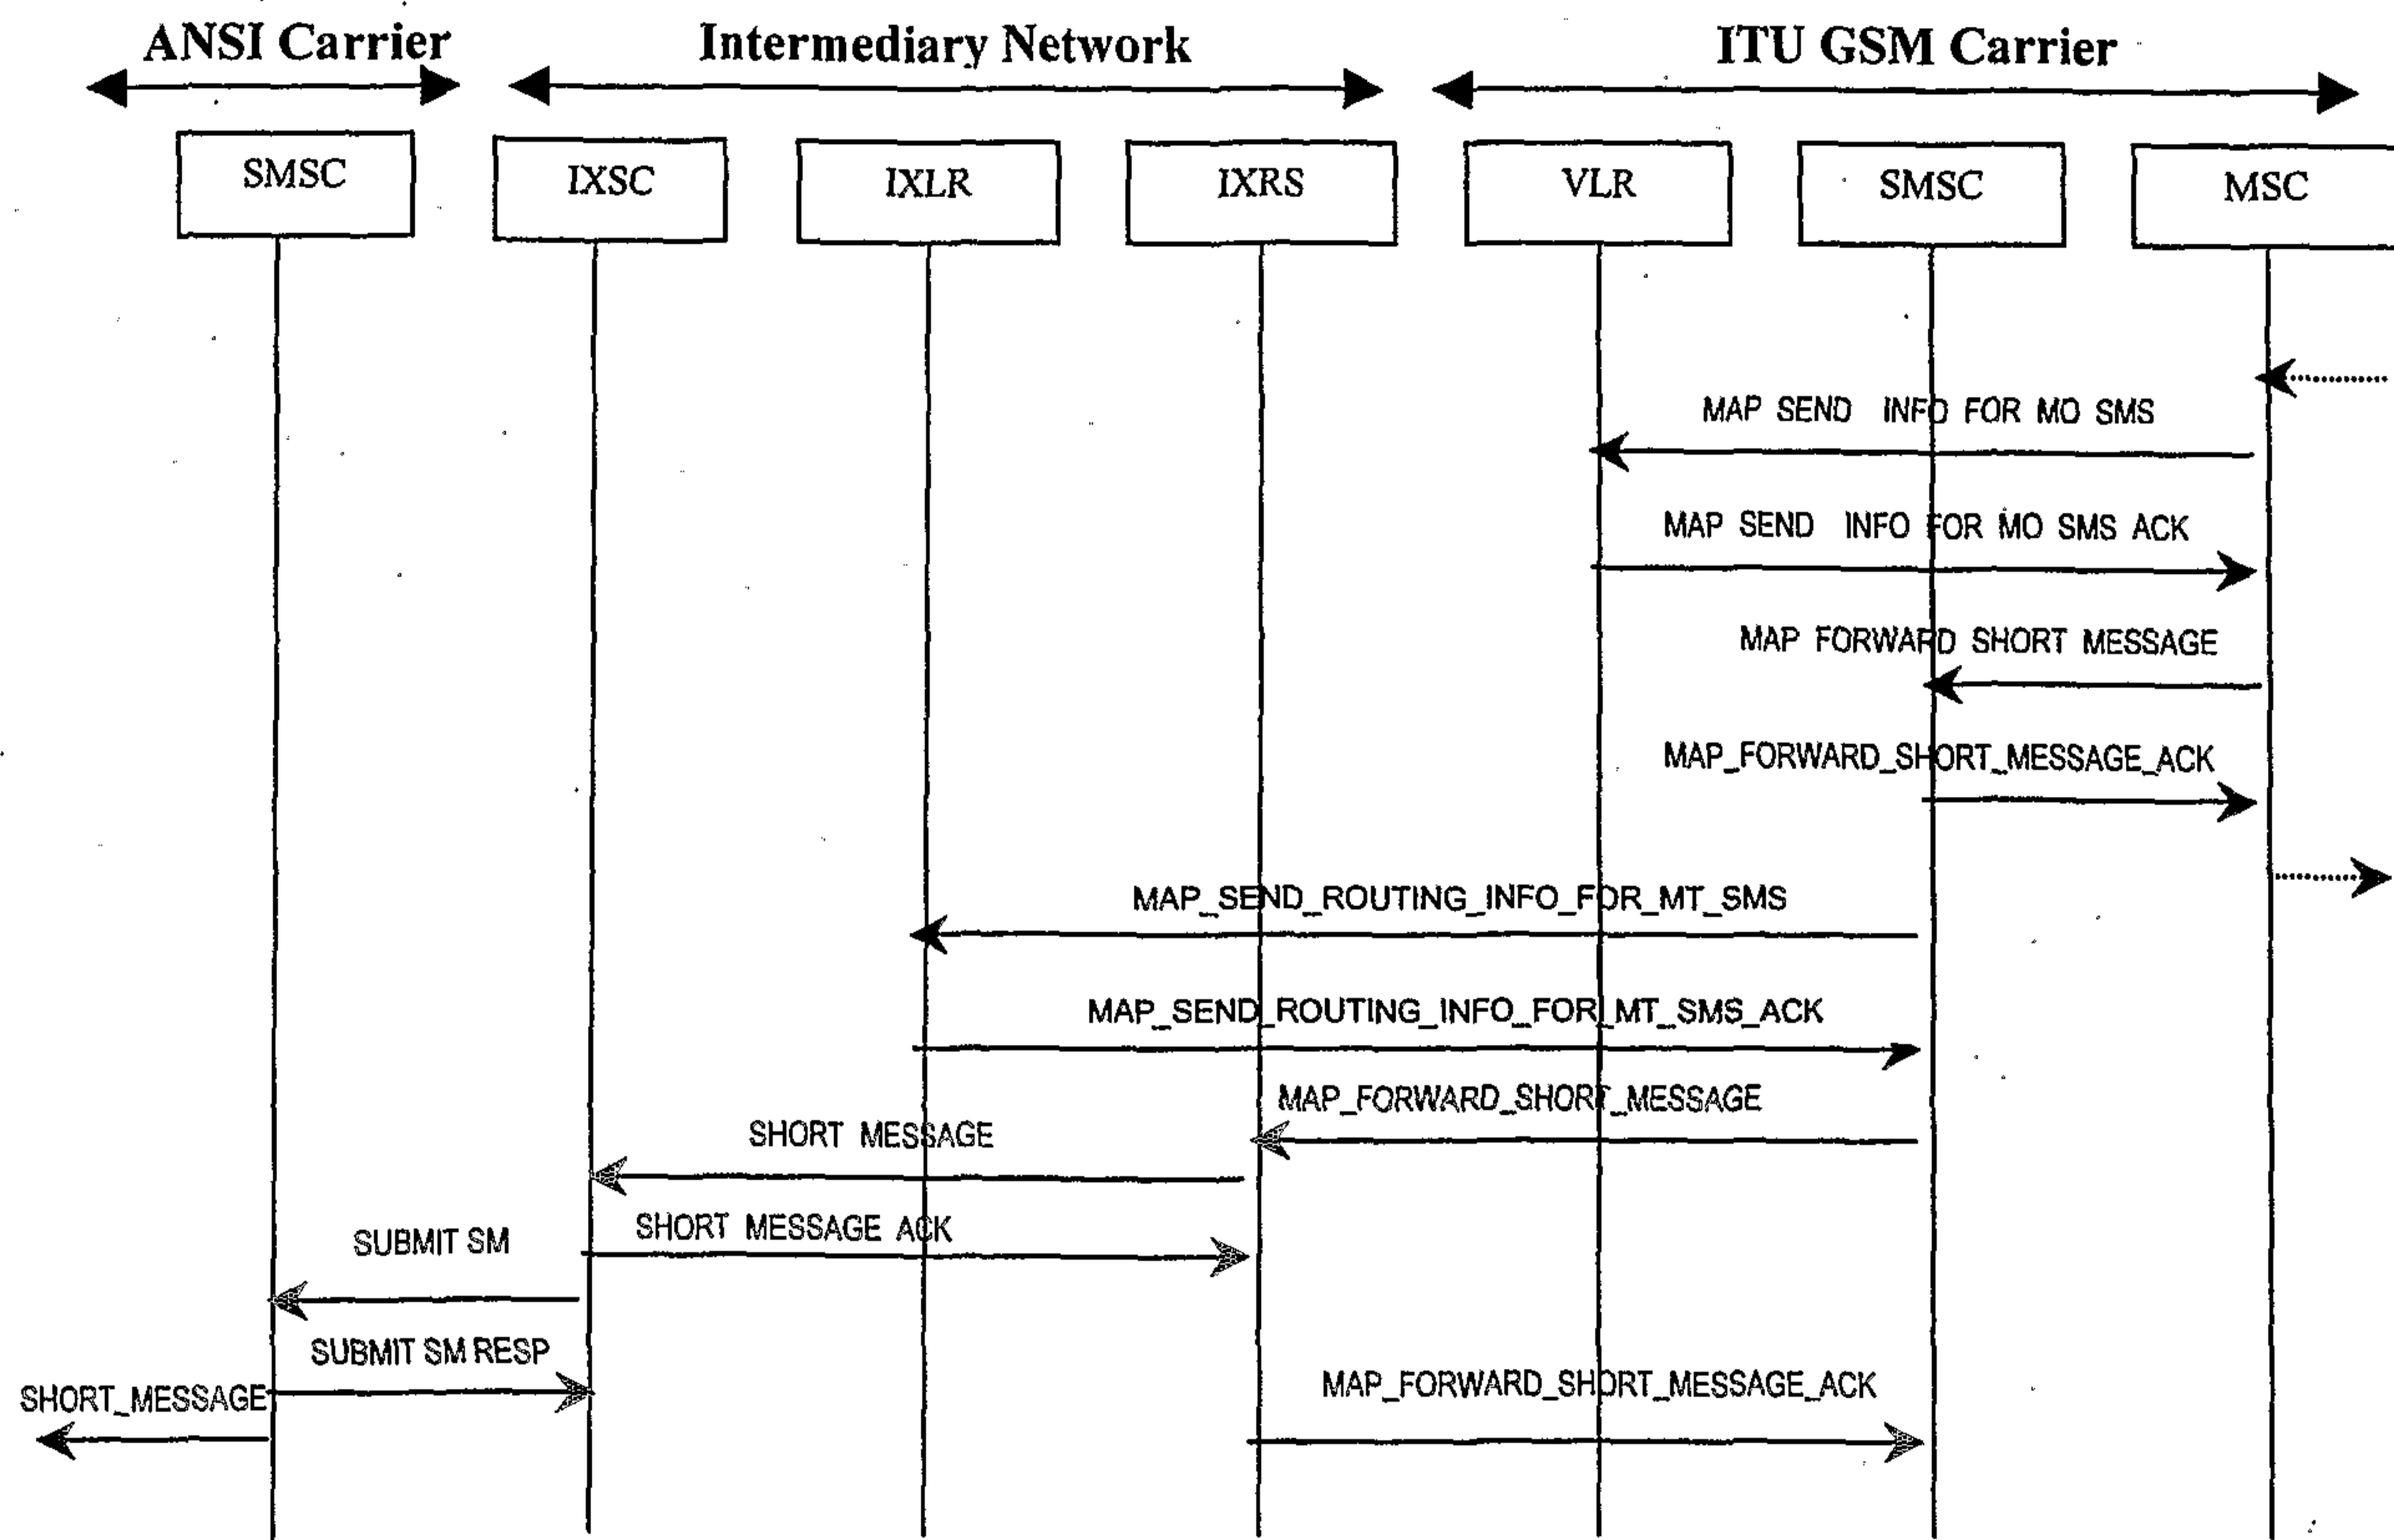 ANSI Carrier Intermediary Network ITU GSM Carrier
SMSC IXSC IXLR IXRS VLR SMSC MSC
MAP SEND INFO FOR MO SMS
MAP SEND INFO FOR MO SMS ACK
MAP FORWARD SHORT MESSAGE
MAP_FORWARD_SHORT_MESSAGE_ACK
MAP_SEND_ROUTING_INFO_FOR_MT_SMS
MAP_SEND_ROUTING_INFO_FOR_MT_SMS_ACK
MAP_FORWARD_SHORT_MESSAGE
SHORT MESSAGE
SHORT MESSAGE ACK
SUBMIT SM
SUBMIT SM RESP
MAP_FORWARD_SHORT_MESSAGE_ACK
SHORT_MESSAGE